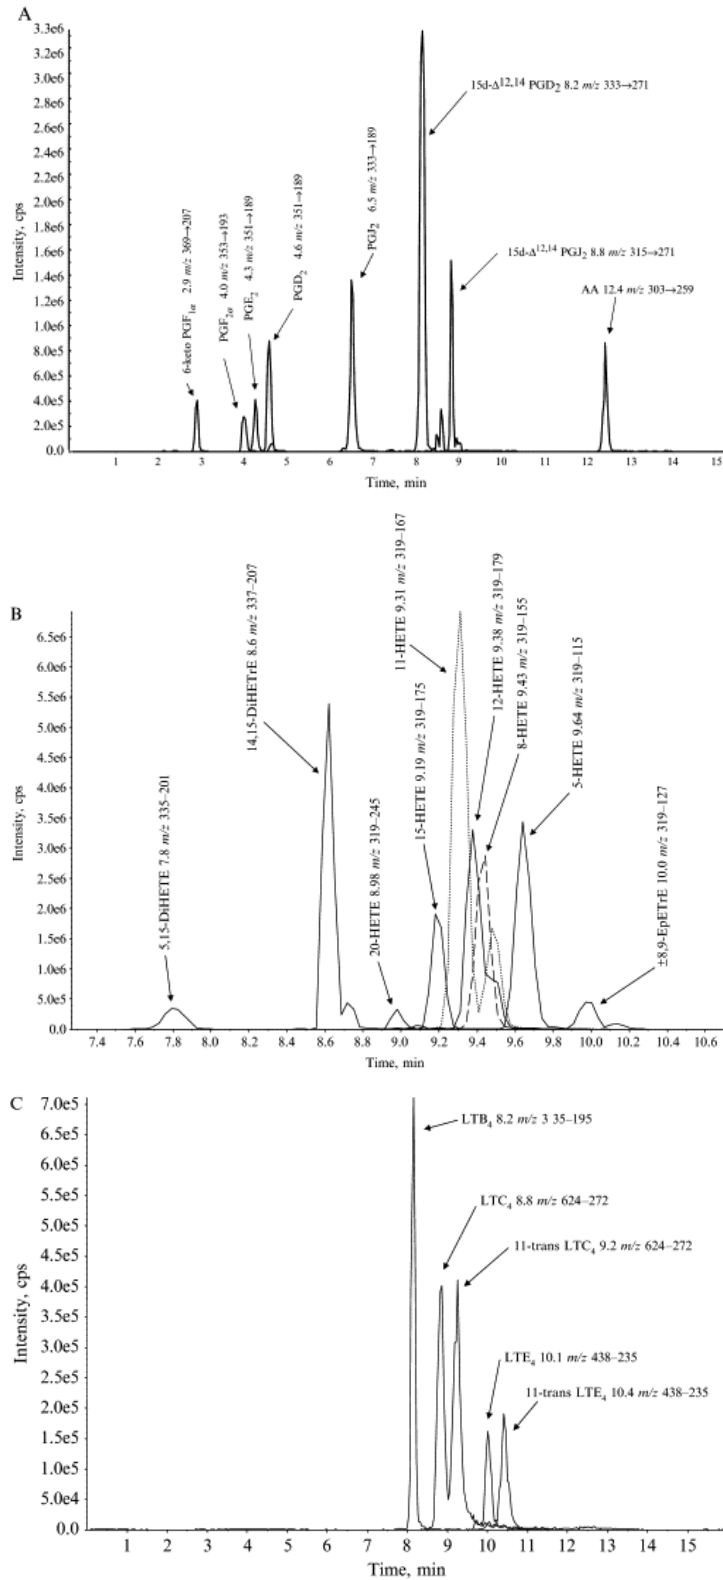 A
3.3e6
3.2e6
3.0e6
2.8e6
2.6e6
2.4e6
2.2e6
2.0e6
1.8e6
1.6e6
1.4e6
1.2e6
1.0e6
8.0e5
6.0e5
4.0e5
2.0e5
0.0
Intensity, cps
6-keto PGF1α 2.9 m/z 369→207
PGF2α 4.0 m/z 353→193
PGE2 4.3 m/z 351→189
PGD2 4.6 m/z 351→189
PGJ2 6.5 m/z 333→189
15d-Δ12,14 PGD2 8.2 m/z 333→271
15d-Δ12,14 PGJ2 8.8 m/z 315→271
AA 12.4 m/z 303→259
1 2 3 4 5 6 7 8 9 10 11 12 13 14 15
Time, min
B
6.5e6
6.0e6
5.5e6
5.0e6
4.5e6
4.0e6
3.5e6
3.0e6
2.5e6
2.0e6
1.5e6
1.0e6
5.0e5
0.0
Intensity, cps
5,15-DiHETE 7.8 m/z 335–201
14,15-DiHETrE 8.6 m/z 337–207
20-HETE 8.98 m/z 319–245
15-HETE 9.19 m/z 319–175
11-HETE 9.31 m/z 319–167
12-HETE 9.38 m/z 319–179
8-HETE 9.43 m/z 319–155
5-HETE 9.64 m/z 319–115
±8,9-EpETrE 10.0 m/z 319–127
7.4 7.6 7.8 8.0 8.2 8.4 8.6 8.8 9.0 9.2 9.4 9.6 9.8 10.0 10.2 10.4 10.6
Time, min
C
7.0e5
6.5e5
6.0e5
5.5e5
5.0e5
4.5e5
4.0e5
3.5e5
3.0e5
2.5e5
2.0e5
1.5e5
1.0e5
5.0e4
0.0
Intensity, cps
LTB4 8.2 m/z 3 35–195
LTC4 8.8 m/z 624–272
11-trans LTC4 9.2 m/z 624–272
LTE4 10.1 m/z 438–235
11-trans LTE4 10.4 m/z 438–235
1 2 3 4 5 6 7 8 9 10 11 12 13 14 15
Time, min